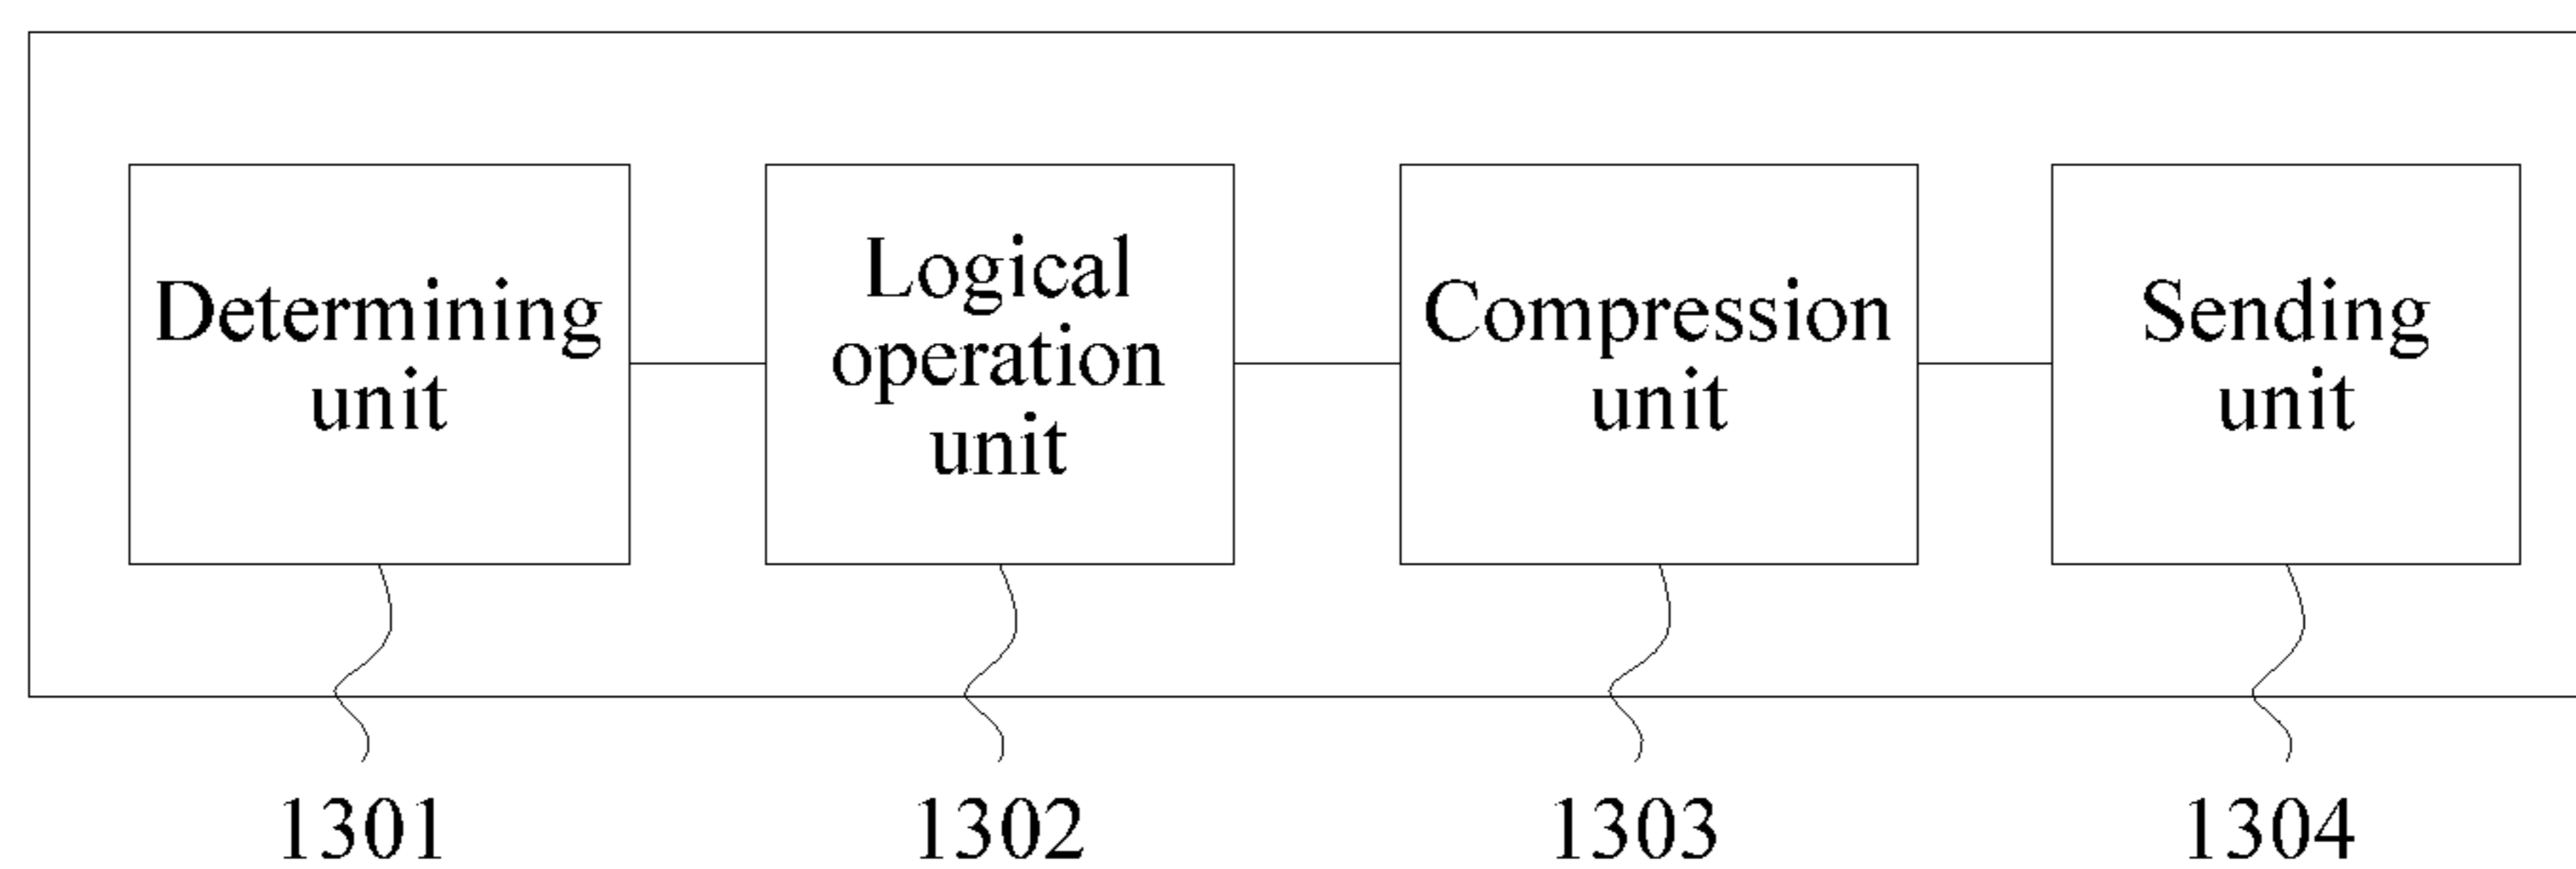 Determining
unit
Logical
operation
unit
Compression
unit
Sending
unit
1301
1302
1303
1304